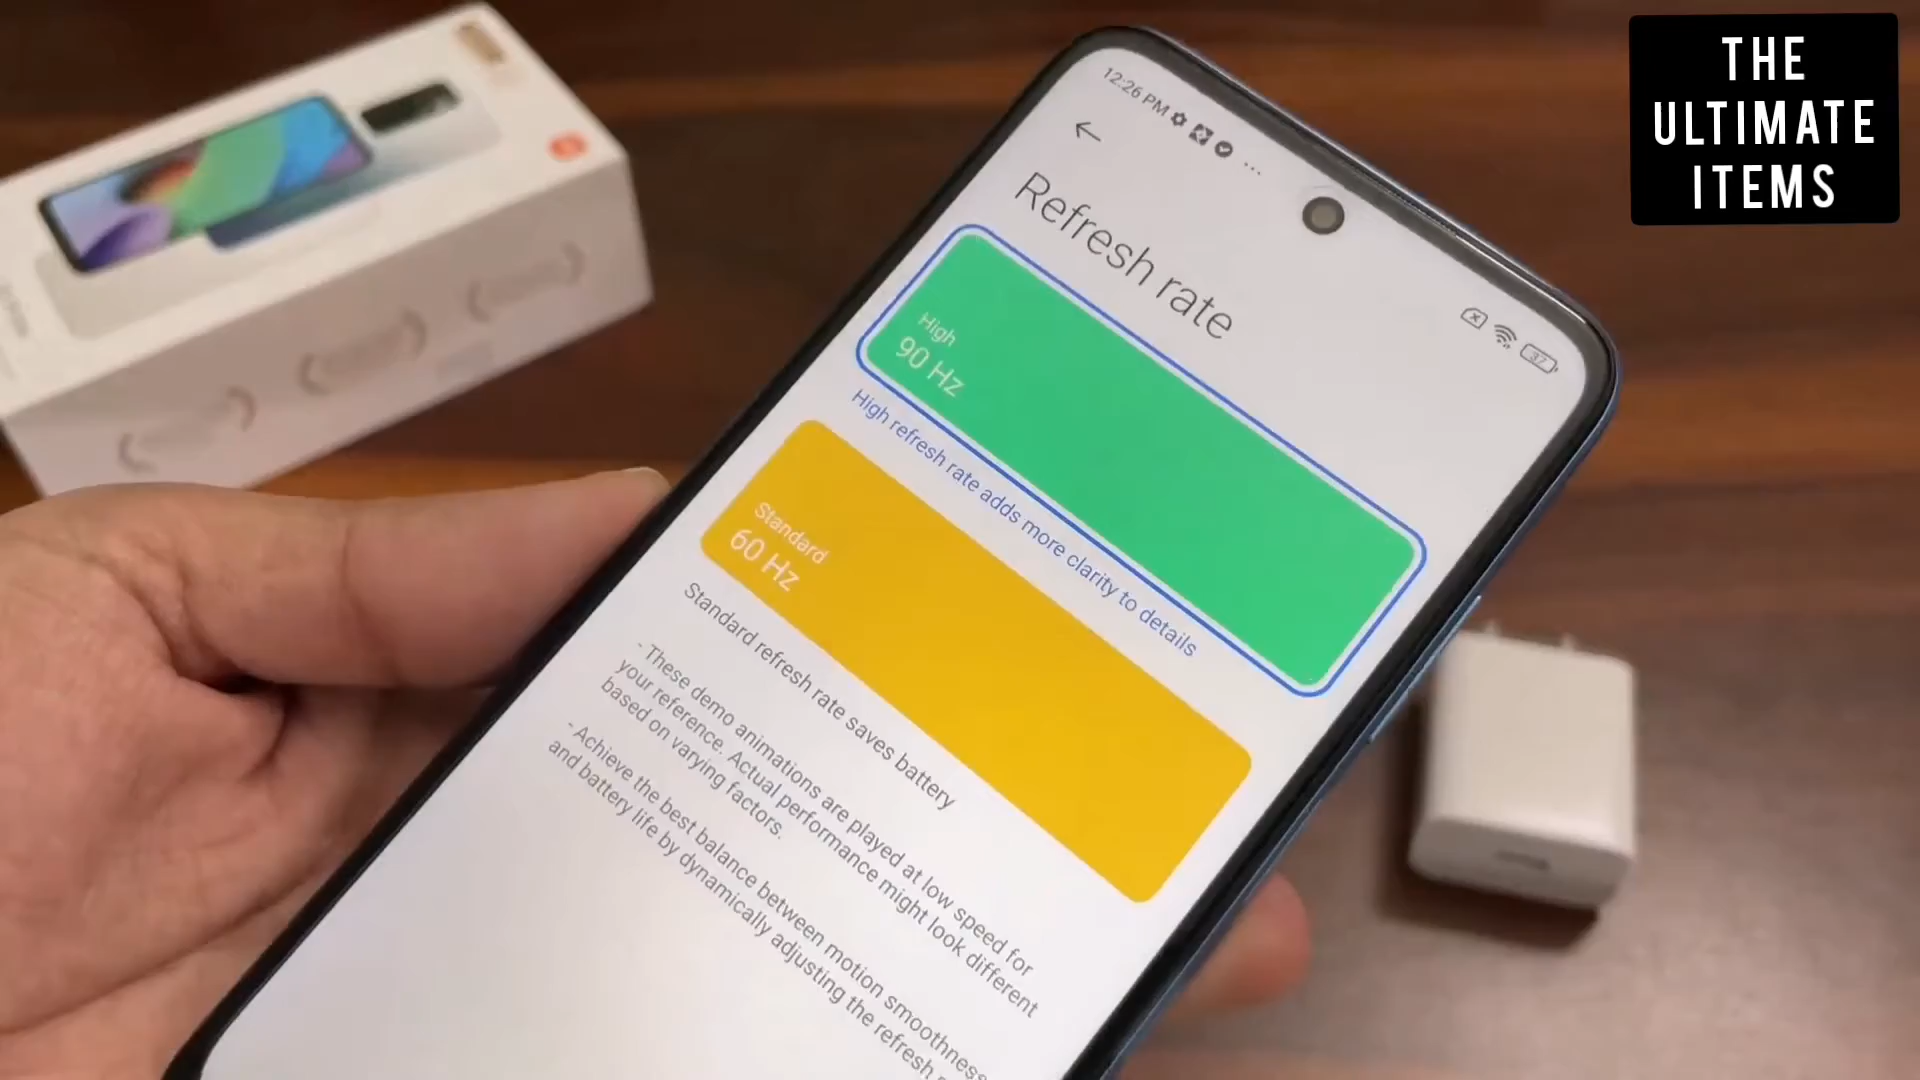 THE
ULTIMATE
ITEMS
12:26 PM
37
Refresh rate
High
90 Hz
High refresh rate adds more clarity to details
Standard
60 Hz
Standard refresh rate saves battery
- These demo animations are played at low speed for
your reference. Actual performance might look different
based on varying factors.
- Achieve the best balance between motion smoothness
and battery life by dynamically adjusting the refresh